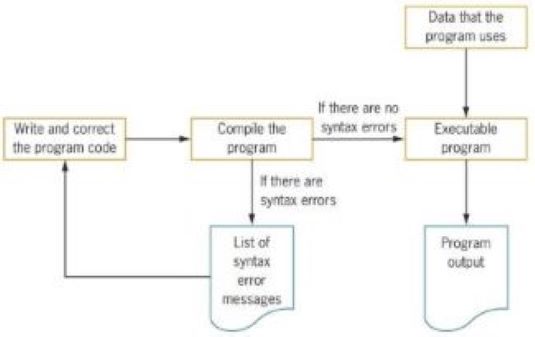 Data that the
program uses
If there are no
syntax errors
Write and correct
the program code
Compile the
program
Executable
program
If there are
syntax errors
List of
syntax
error
messages
Program
output